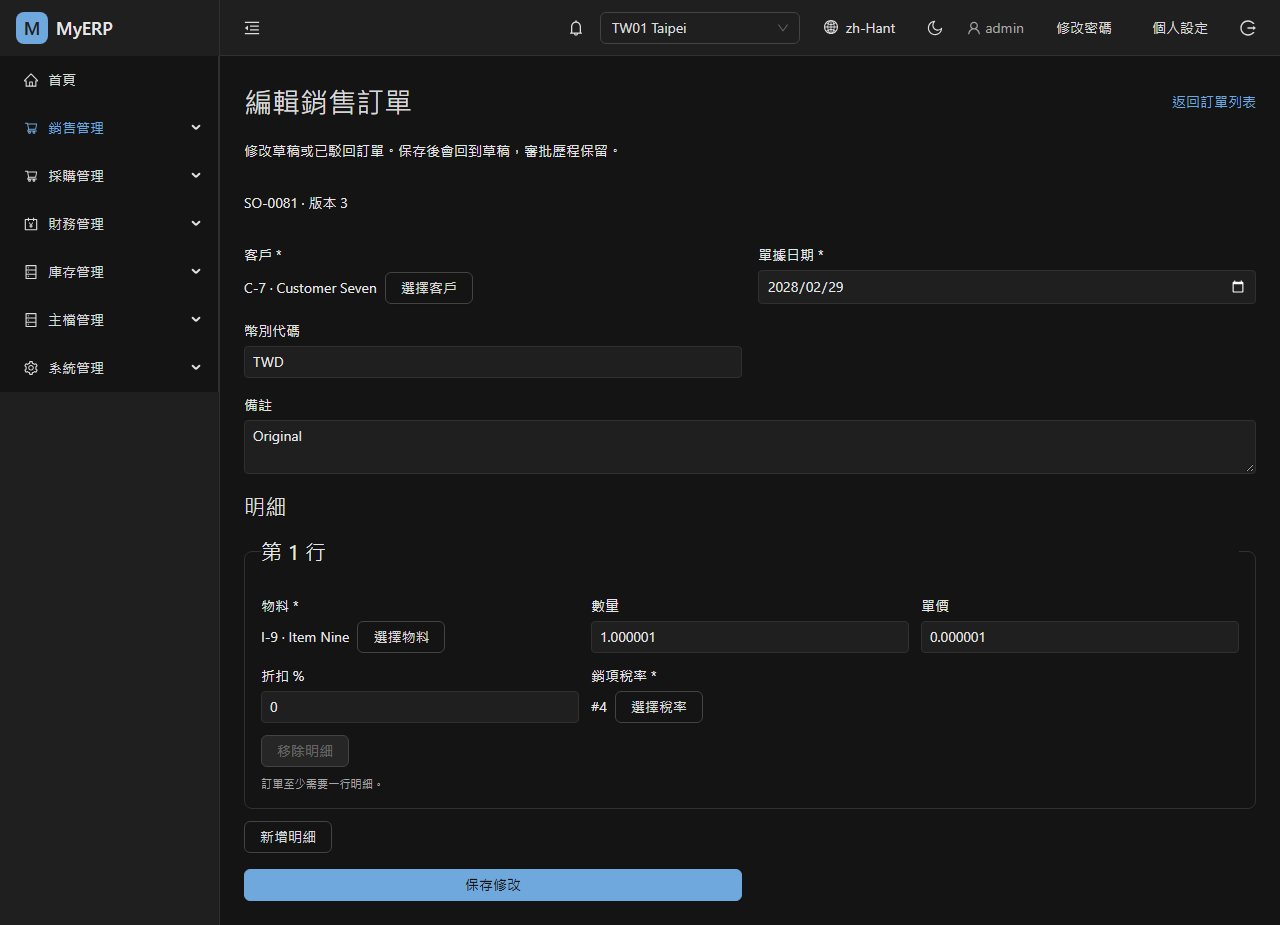 M MyERP
TW01 Taipei
zh-Hant
admin
修改密碼
個人設定
首頁
銷售管理
採購管理
財務管理
庫存管理
主檔管理
系統管理
編輯銷售訂單
返回訂單列表
修改草稿或已駁回訂單。保存後會回到草稿，審批歷程保留。
SO-0081 · 版本 3
客戶 *
C-7 · Customer Seven
選擇客戶
單據日期 *
2028/02/29
幣別代碼
TWD
備註
Original
明細
第 1 行
物料 *
I-9 · Item Nine
選擇物料
數量
1.000001
單價
0.000001
折扣 %
0
銷項稅率 *
#4
選擇稅率
移除明細
訂單至少需要一行明細。
新增明細
保存修改